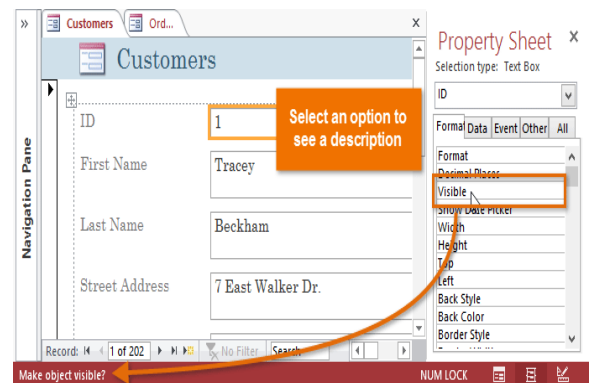 »
Customers
Ord...
x
Customers
ID
1
First Name
Tracey
Last Name
Beckham
Street Address
7 East Walker Dr.
Navigation Pane
Select an option to
see a description
Record: 1 of 202 No Filter Search
Property Sheet ×
Selection type: Text Box
ID
Format Data Event Other All
Format
Decimal Places
Visible
Show Date Picker
Width
Height
Top
Left
Back Style
Back Color
Border Style
Make object visible?
NUM LOCK